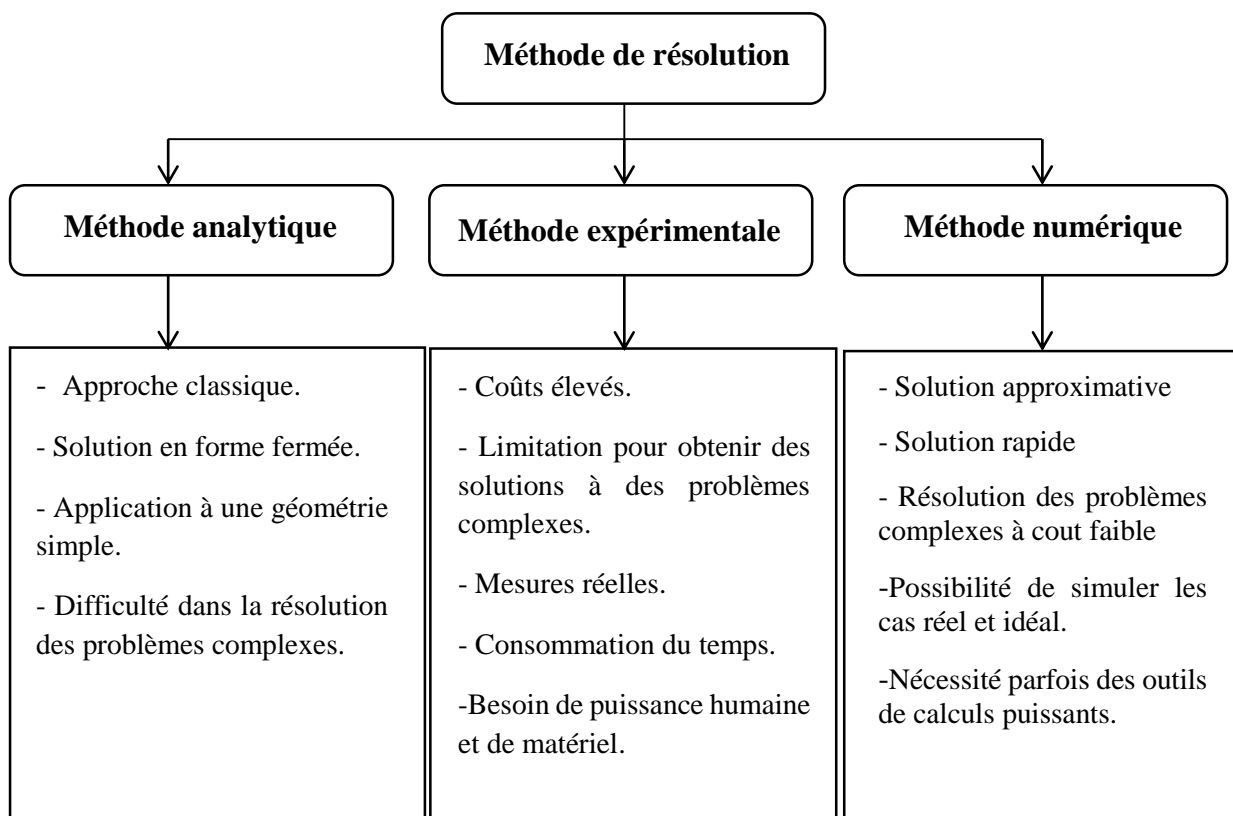 Méthode de résolution
Méthode analytique
Méthode expérimentale
Méthode numérique
- Approche classique.
- Solution en forme fermée.
- Application à une géométrie
simple.
- Difficulté dans la résolution
des problèmes complexes.
- Coûts élevés.
- Limitation pour obtenir des
solutions à des problèmes
complexes.
- Mesures réelles.
- Consommation du temps.
-Besoin de puissance humaine
et de matériel.
- Solution approximative
- Solution rapide
- Résolution des problèmes
complexes à cout faible
-Possibilité de simuler les
cas réel et idéal.
-Nécessité parfois des outils
de calculs puissants.